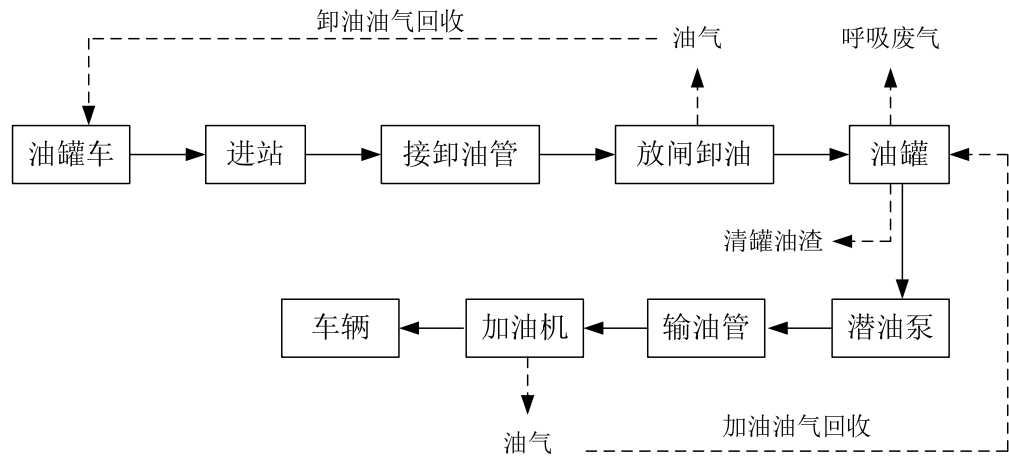 卸油油气回收
油气
呼吸废气
油罐车
进站
接卸油管
放闸卸油
油罐
清罐油渣
车辆
加油机
输油管
潜油泵
油气
加油油气回收